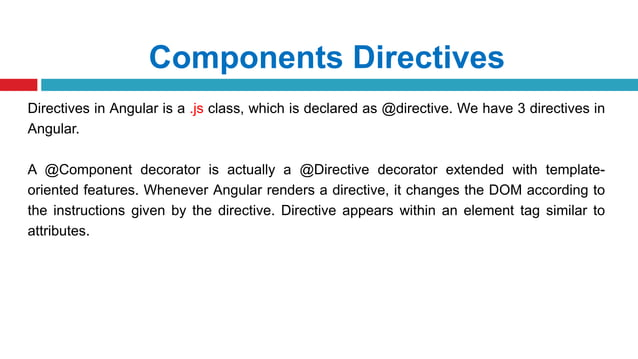 Components Directives
Directives in Angular is a .js class, which is declared as @directive. We have 3 directives in
Angular.
A @Component decorator is actually a @Directive decorator extended with template-
oriented features. Whenever Angular renders a directive, it changes the DOM according to
the instructions given by the directive. Directive appears within an element tag similar to
attributes.